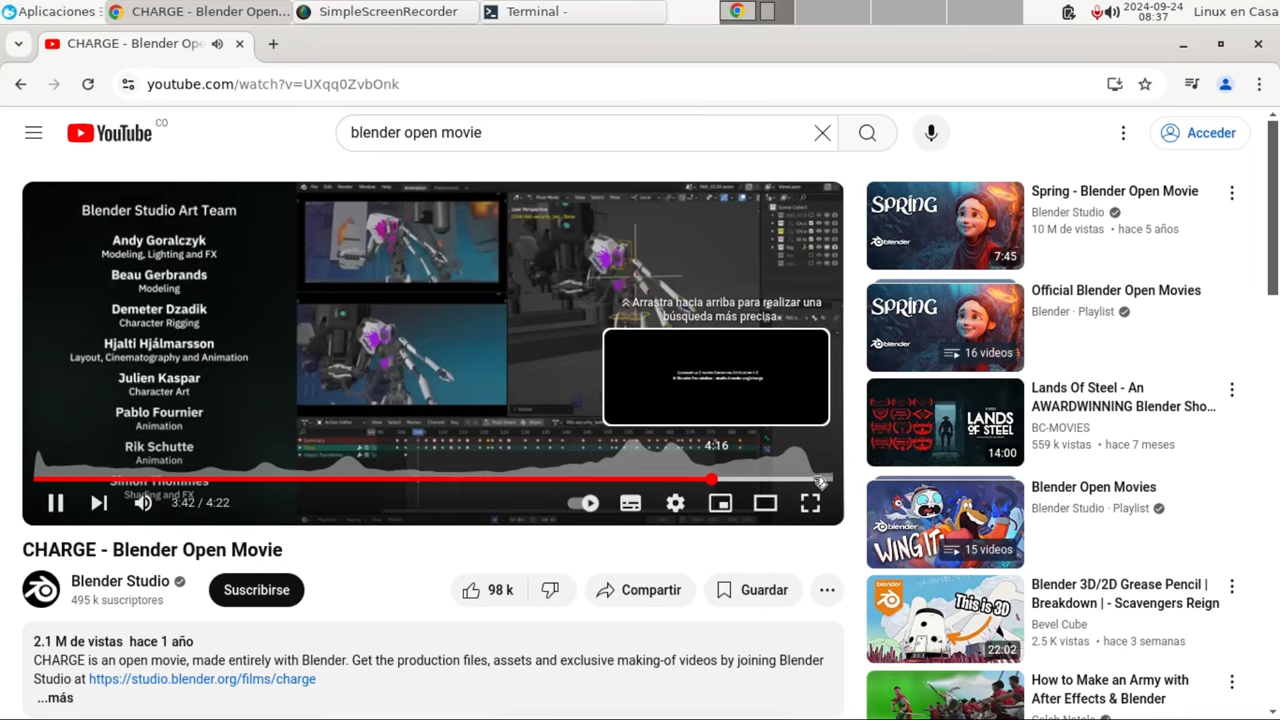 Aplicaciones
CHARGE - Blender Open...
SimpleScreenRecorder
Terminal -
2024-09-24
08:37
Linux en Casa
CHARGE - Blender Ope
youtube.com/watch?v=UXqq0ZvbOnk
YouTube
CO
blender open movie
Acceder
Blender Studio Art Team
Andy Goralczyk
Modeling, Lighting and FX
Beau Gerbrands
Modeling
Demeter Dzadik
Character Rigging
Hjalti Hjálmarsson
Layout, Cinematography and Animation
Julien Kaspar
Character Art
Pablo Fournier
Animation
Rik Schutte
Animation
Simon Thommes
Shading and FX
Arrastra hacia arriba para realizar una
búsqueda más precisa.
4:16
3:42 / 4:22
CHARGE - Blender Open Movie
Blender Studio
495 k suscriptores
Suscribirse
98 k
Compartir
Guardar
2.1 M de vistas hace 1 año
CHARGE is an open movie, made entirely with Blender. Get the production files, assets and exclusive making-of videos by joining Blender
Studio at https://studio.blender.org/films/charge
...más
SPRING
blender
7:45
Spring - Blender Open Movie
Blender Studio
10 M de vistas • hace 5 años
SPRING
blender
16 videos
Official Blender Open Movies
Blender · Playlist
LANDS
OF STEEL
14:00
Lands Of Steel - An
AWARDWINNING Blender Sho...
BC-MOVIES
559 k vistas • hace 7 meses
blender
WING IT!
15 videos
Blender Open Movies
Blender Studio · Playlist
blender
This is 3D
22:02
Blender 3D/2D Grease Pencil |
Breakdown | - Scavengers Reign
Bevel Cube
2.5 K vistas • hace 3 semanas
How to Make an Army with
After Effects & Blender